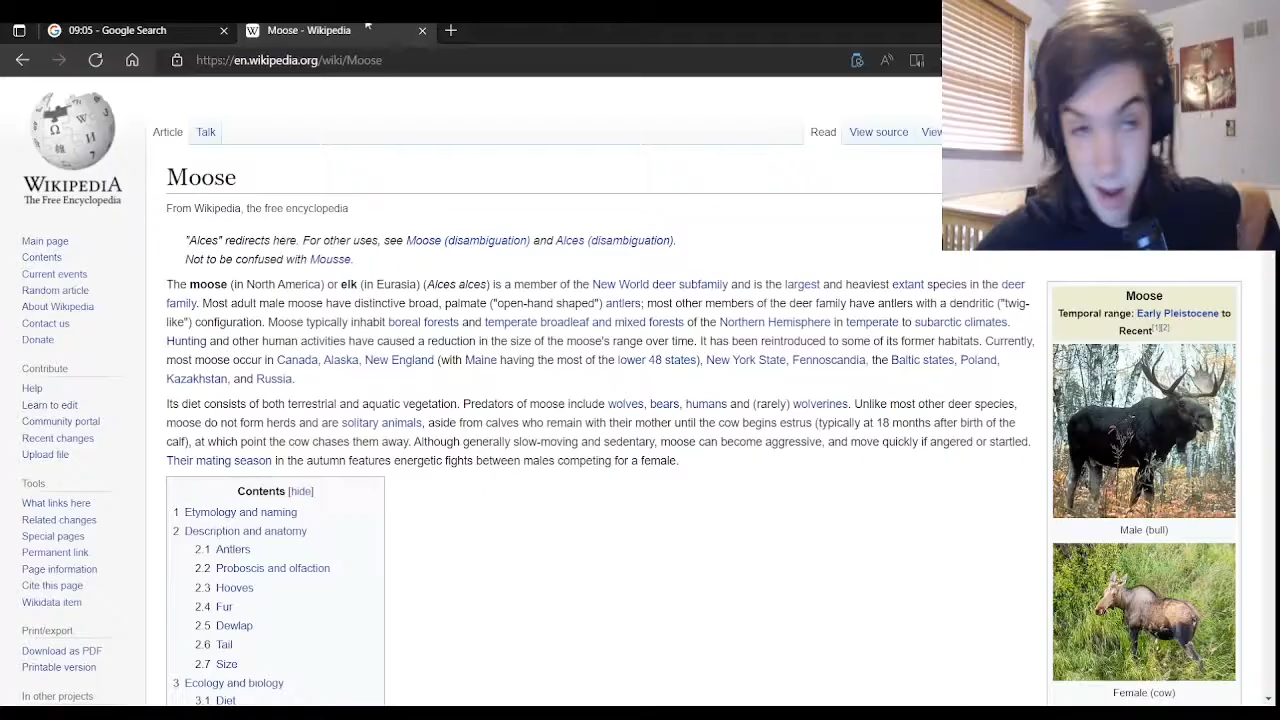 09:05 - Google Search
Moose - Wikipedia
https://en.wikipedia.org/wiki/Moose
WIKIPEDIA
The Free Encyclopedia
Main page
Contents
Current events
Random article
About Wikipedia
Contact us
Donate
Contribute
Help
Learn to edit
Community portal
Recent changes
Upload file
Tools
What links here
Related changes
Special pages
Permanent link
Page information
Cite this page
Wikidata item
Print/export
Download as PDF
Printable version
In other projects
Article Talk
Read View source View
Moose
From Wikipedia, the free encyclopedia
"Alces" redirects here. For other uses, see Moose (disambiguation) and Alces (disambiguation).
Not to be confused with Mousse.
The moose (in North America) or elk (in Eurasia) (Alces alces) is a member of the New World deer subfamily and is the largest and heaviest extant species in the deer
family. Most adult male moose have distinctive broad, palmate ("open-hand shaped") antlers; most other members of the deer family have antlers with a dendritic ("twig-
like") configuration. Moose typically inhabit boreal forests and temperate broadleaf and mixed forests of the Northern Hemisphere in temperate to subarctic climates.
Hunting and other human activities have caused a reduction in the size of the moose's range over time. It has been reintroduced to some of its former habitats. Currently,
most moose occur in Canada, Alaska, New England (with Maine having the most of the lower 48 states), New York State, Fennoscandia, the Baltic states, Poland,
Kazakhstan, and Russia.
Its diet consists of both terrestrial and aquatic vegetation. Predators of moose include wolves, bears, humans and (rarely) wolverines. Unlike most other deer species,
moose do not form herds and are solitary animals, aside from calves who remain with their mother until the cow begins estrus (typically at 18 months after birth of the
calf), at which point the cow chases them away. Although generally slow-moving and sedentary, moose can become aggressive, and move quickly if angered or startled.
Their mating season in the autumn features energetic fights between males competing for a female.
Contents [hide]
1 Etymology and naming
2 Description and anatomy
2.1 Antlers
2.2 Proboscis and olfaction
2.3 Hooves
2.4 Fur
2.5 Dewlap
2.6 Tail
2.7 Size
3 Ecology and biology
3.1 Diet
Moose
Temporal range: Early Pleistocene to
Recent[1][2]
Male (bull)
Female (cow)